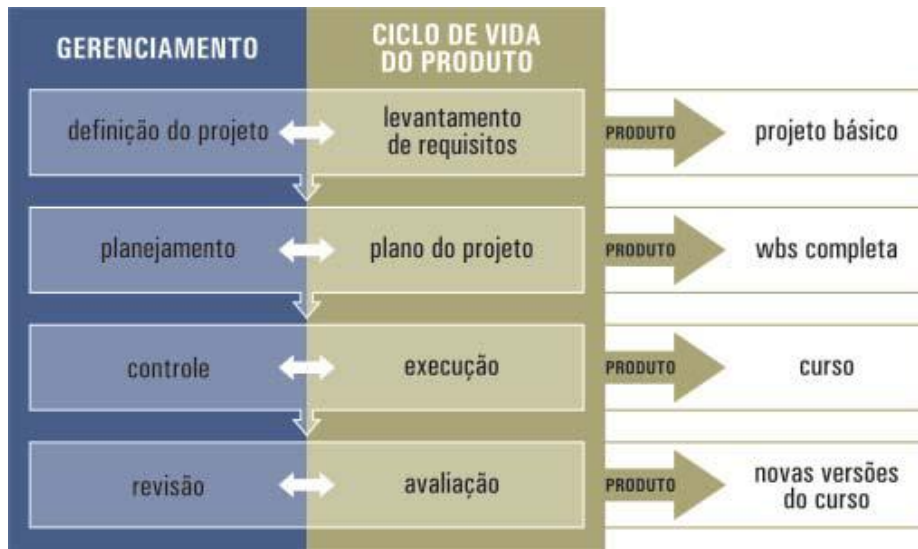 GERENCIAMENTO
CICLO DE VIDA
DO PRODUTO
definição do projeto
levantamento
de requisitos
PRODUTO
projeto básico
planejamento
plano do projeto
PRODUTO
wbs completa
controle
execução
PRODUTO
curso
revisão
avaliação
PRODUTO
novas versões
do curso